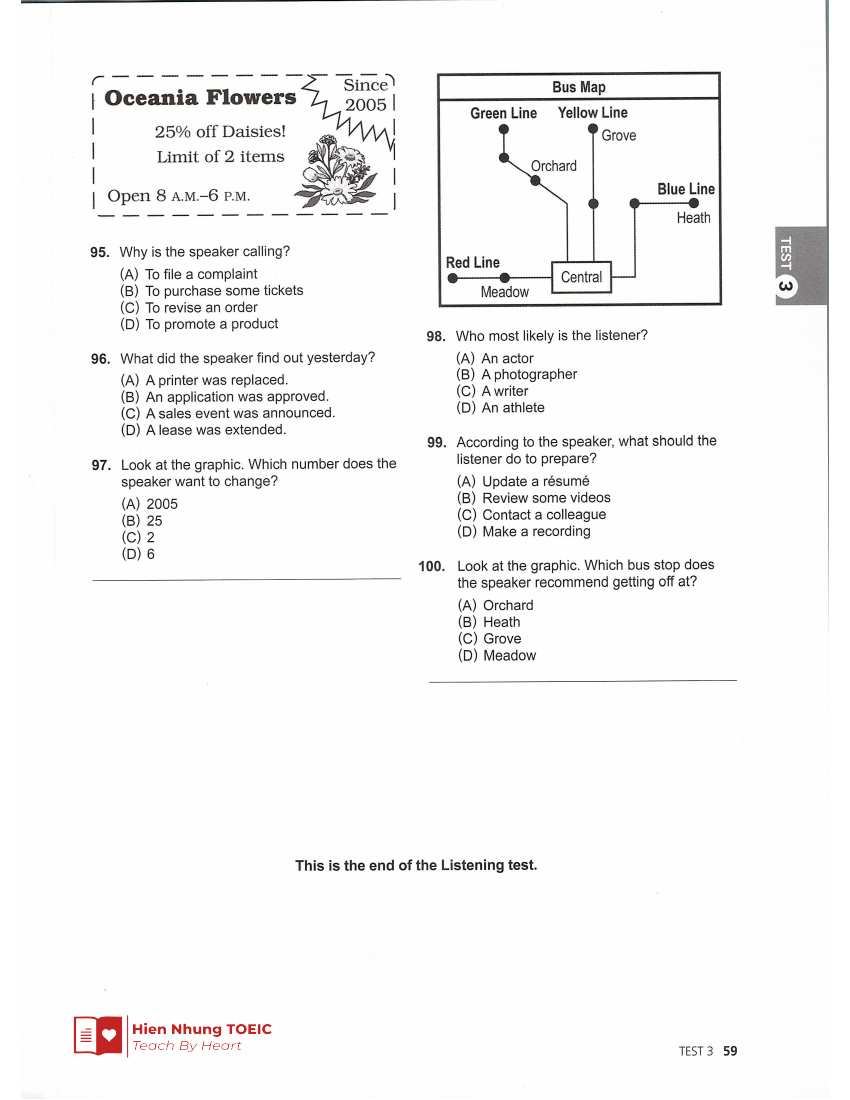 Oceania Flowers
Since
2005
25% off Daisies!
Limit of 2 items
Open 8 A.M.–6 P.M.
95. Why is the speaker calling?
(A) To file a complaint
(B) To purchase some tickets
(C) To revise an order
(D) To promote a product
96. What did the speaker find out yesterday?
(A) A printer was replaced.
(B) An application was approved.
(C) A sales event was announced.
(D) A lease was extended.
97. Look at the graphic. Which number does the
speaker want to change?
(A) 2005
(B) 25
(C) 2
(D) 6
Bus Map
Green Line Yellow Line
Grove
Orchard
Blue Line
Heath
Red Line
Central
Meadow
98. Who most likely is the listener?
(A) An actor
(B) A photographer
(C) A writer
(D) An athlete
99. According to the speaker, what should the
listener do to prepare?
(A) Update a résumé
(B) Review some videos
(C) Contact a colleague
(D) Make a recording
100. Look at the graphic. Which bus stop does
the speaker recommend getting off at?
(A) Orchard
(B) Heath
(C) Grove
(D) Meadow
TEST 3
This is the end of the Listening test.
Hien Nhung TOEIC
Teach By Heart
TEST 3 59